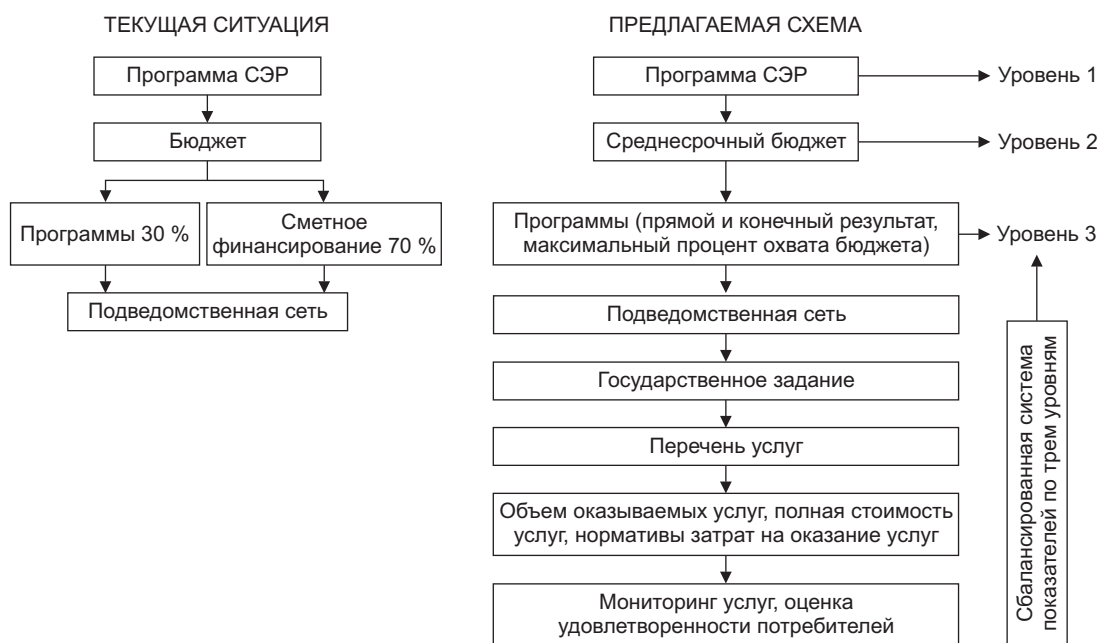 ТЕКУЩАЯ СИТУАЦИЯ
Программа СЭР
Бюджет
Программы 30 %
Сметное
финансирование 70 %
Подведомственная сеть
ПРЕДЛАГАЕМАЯ СХЕМА
Программа СЭР
Уровень 1
Среднесрочный бюджет
Уровень 2
Программы (прямой и конечный результат,
максимальный процент охвата бюджета)
Уровень 3
Подведомственная сеть
Государственное задание
Перечень услуг
Объем оказываемых услуг, полная стоимость
услуг, нормативы затрат на оказание услуг
Мониторинг услуг, оценка
удовлетворенности потребителей
Сбалансированная система
показателей по трем уровням